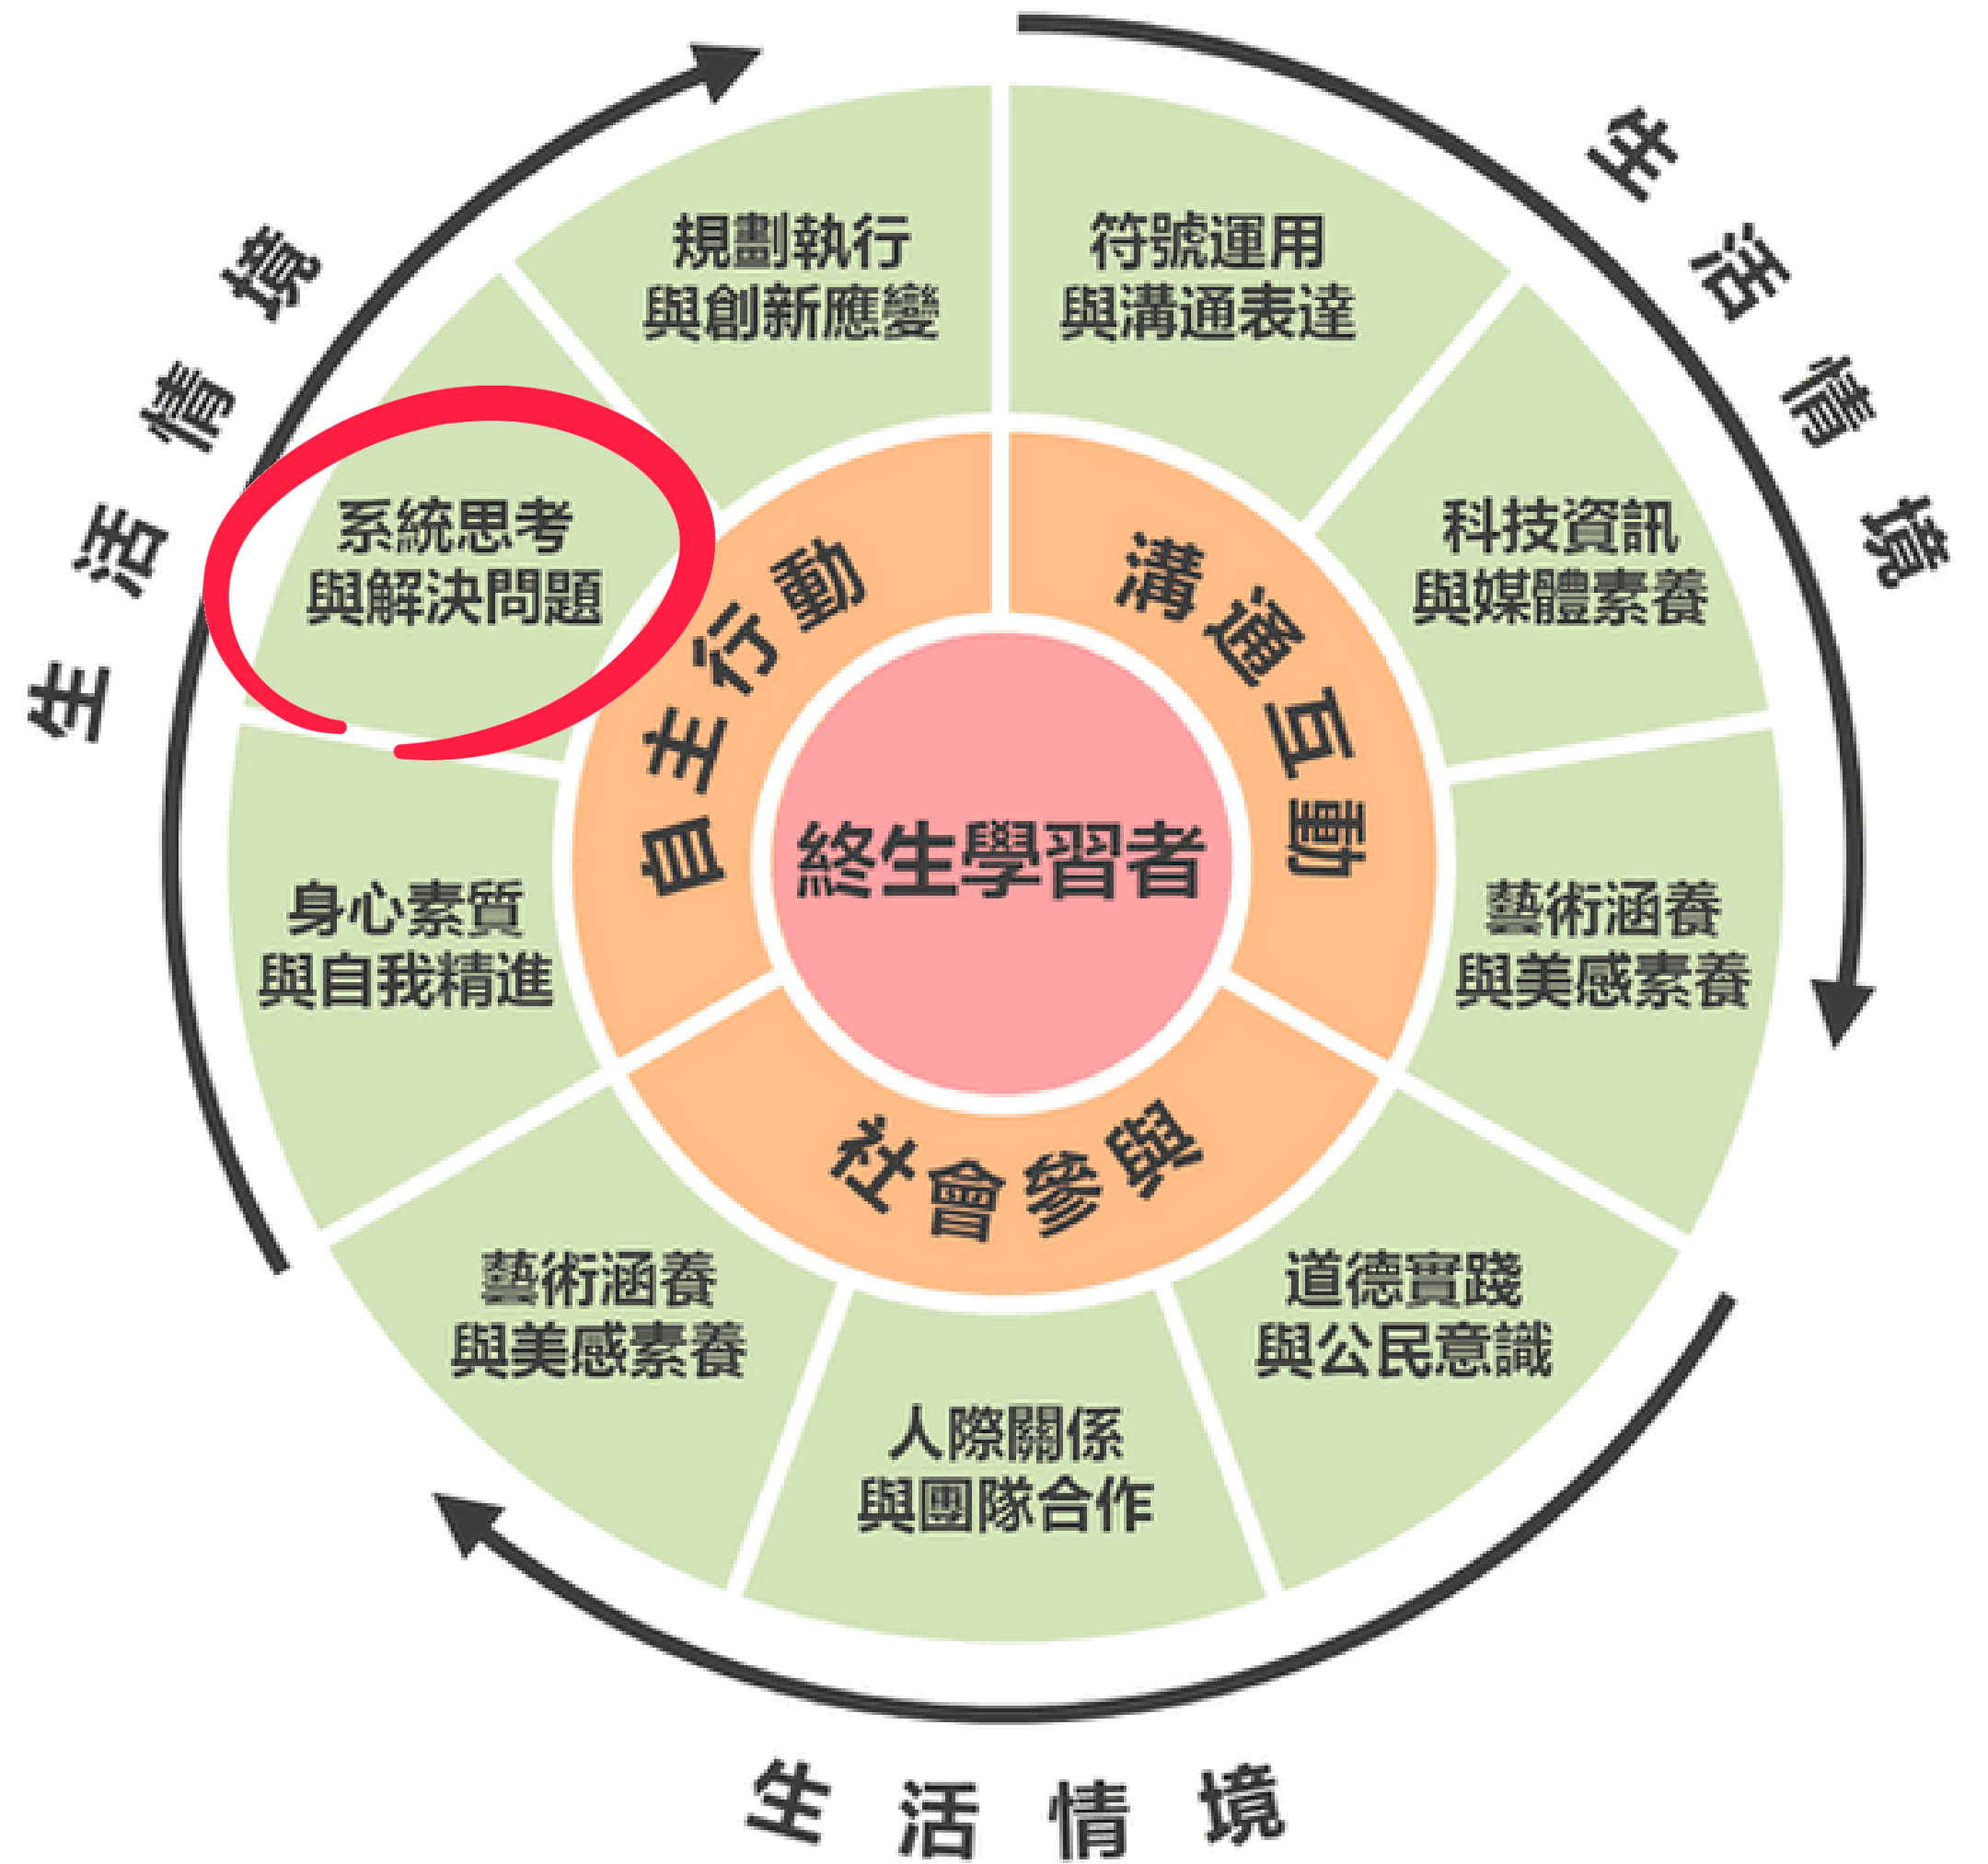 生活情境
生活情境
規劃執行
與創新應變
符號運用
與溝通表達
系統思考
與解決問題
科技資訊
與媒體素養
自主行動
溝通互動
終生學習者
身心素質
與自我精進
藝術涵養
與美感素養
社會參與
藝術涵養
與美感素養
道德實踐
與公民意識
人際關係
與團隊合作
生活情境